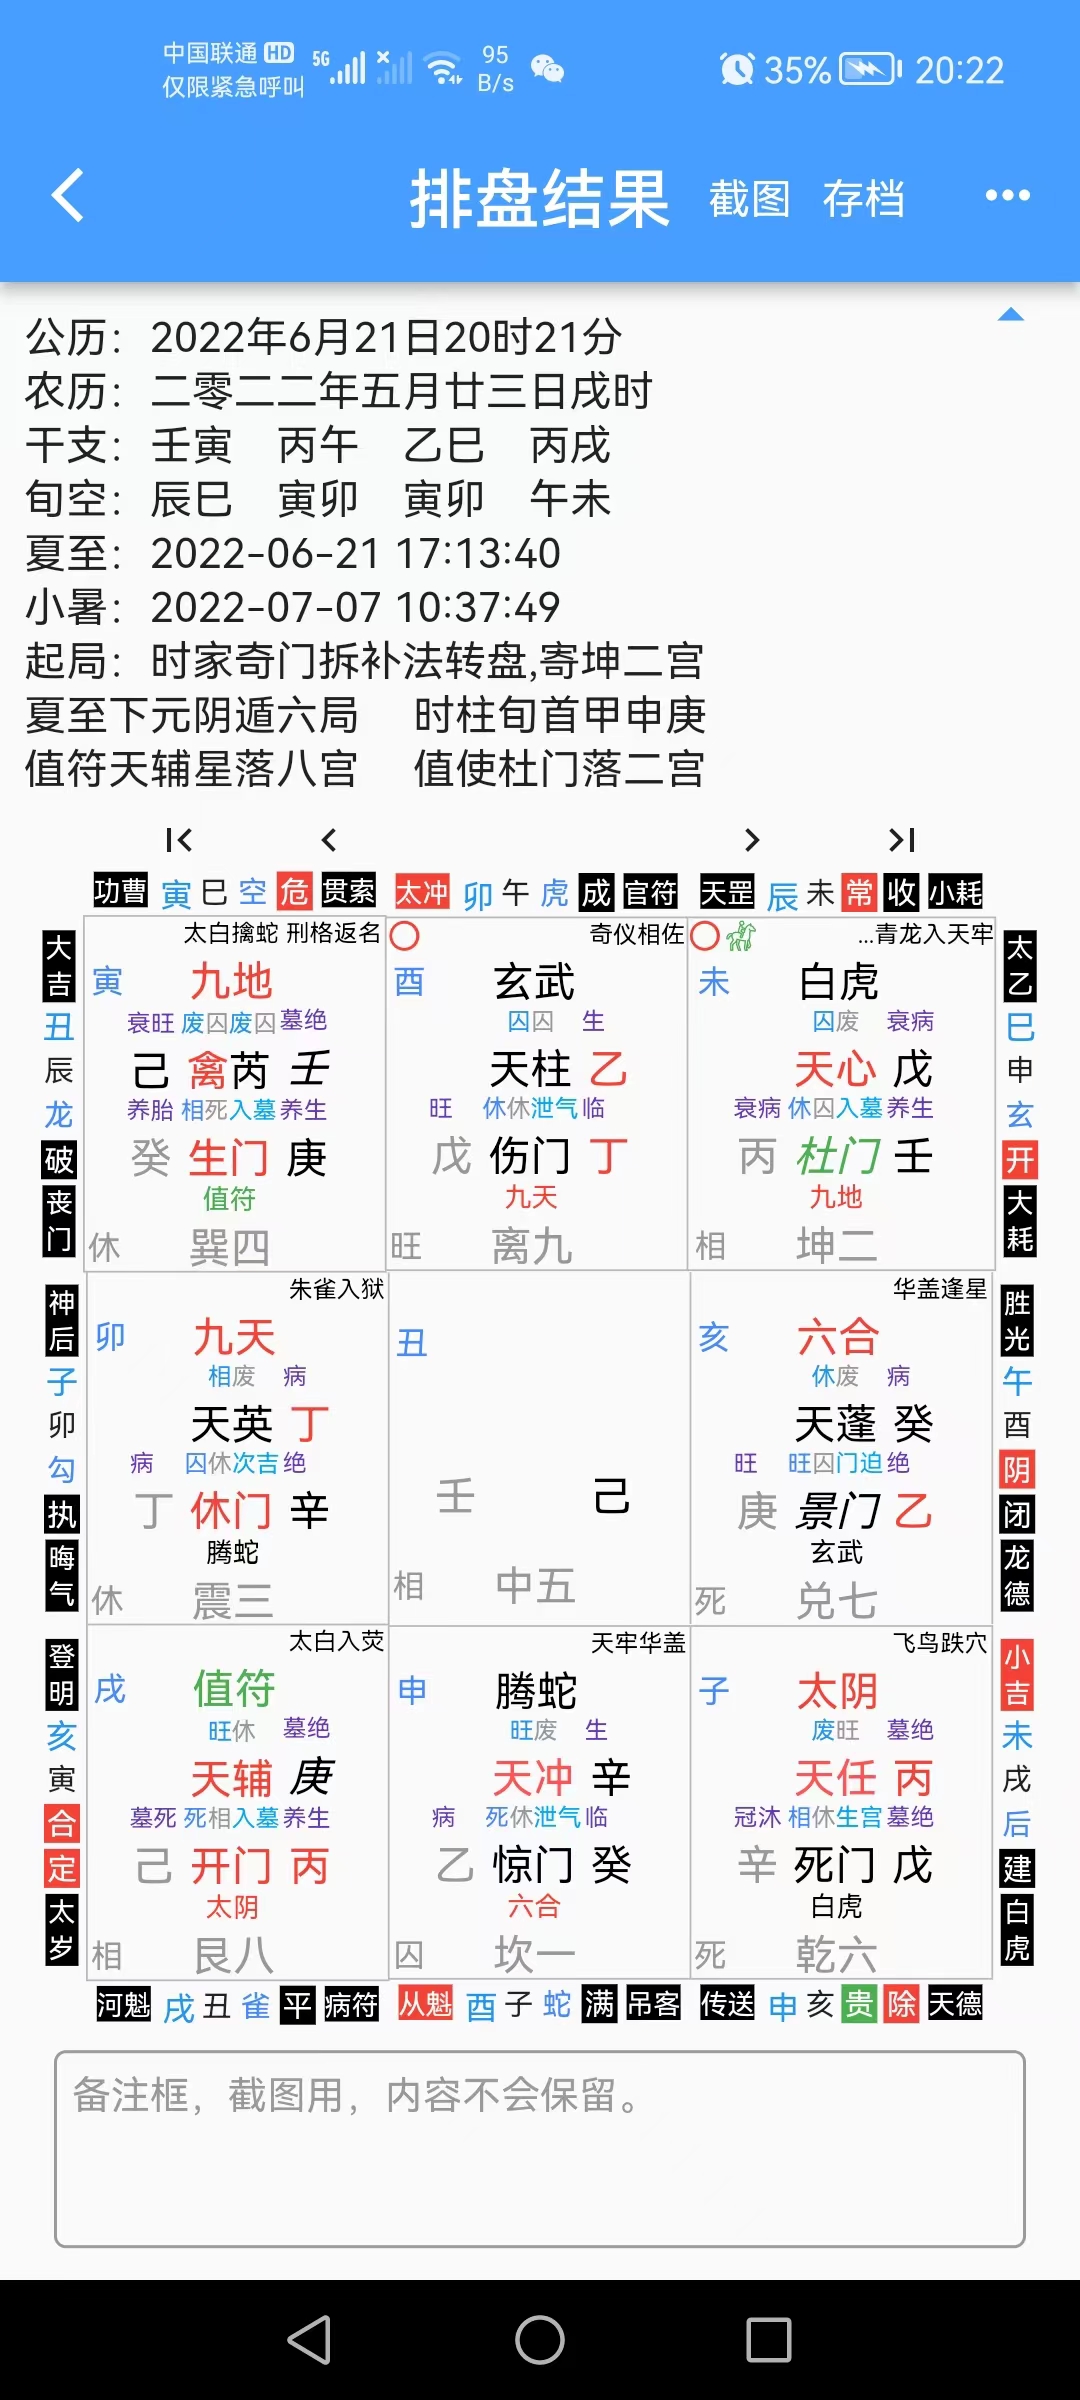 中国联通 HD 5G 95 35% 20:22
仅限紧急呼叫 B/s
排盘结果 截图 存档
公历：2022年6月21日20时21分
农历：二零二二年五月廿三日戌时
干支：壬寅 丙午 乙巳 丙戌
旬空：辰巳 寅卯 寅卯 午未
夏至：2022-06-21 17:13:40
小暑：2022-07-07 10:37:49
起局：时家奇门拆补法转盘,寄坤二宫
夏至下元阴遁六局 时柱旬首甲申庚
值符天辅星落八宫 值使杜门落二宫
功曹 寅 巳 空 危 贯索 太冲 卯 午 虎 成 官符 天罡 辰 未 常 收 小耗
大吉 丑 辰 龙 破 丧门
太白擒蛇 刑格返名
寅 九地
衰旺 废囚废囚 墓绝
己 禽芮 壬
养胎 相死入墓 养生
癸 生门 庚
值符
休 巽四
奇仪相佐
酉 玄武
囚囚 生
天柱 乙
旺 休休泄气 临
戊 伤门 丁
九天
旺 离九
...青龙入天牢
未 白虎
囚废 衰病
天心 戊
衰病 休囚入墓 养生
丙 杜门 壬
九地
相 坤二
太乙 巳 申 玄 开 大耗
神后 子 卯 勾 执 晦气
朱雀入狱
卯 九天
相废 病
天英 丁
病 囚休次吉 绝
丁 休门 辛
腾蛇
休 震三
丑
壬 己
相 中五
华盖逢星
亥 六合
休废 病
天蓬 癸
旺 旺囚门迫 绝
庚 景门 乙
玄武
死 兑七
胜光 午 酉 阴 闭 龙德
登明 亥 寅 合 定 太岁
太白入荧
戌 值符
旺休 墓绝
天辅 庚
墓死 死相入墓 养生
己 开门 丙
太阴
相 艮八
天牢华盖
申 腾蛇
旺废 生
天冲 辛
病 死休泄气 临
乙 惊门 癸
六合
囚 坎一
飞鸟跌穴
子 太阴
废旺 墓绝
天任 丙
冠沐 相休生宫 墓绝
辛 死门 戊
白虎
死 乾六
小吉 未 戌 后 建 白虎
河魁 戌 丑 雀 平 病符 从魁 酉 子 蛇 满 吊客 传送 申 亥 贵 除 天德
备注框，截图用，内容不会保留。